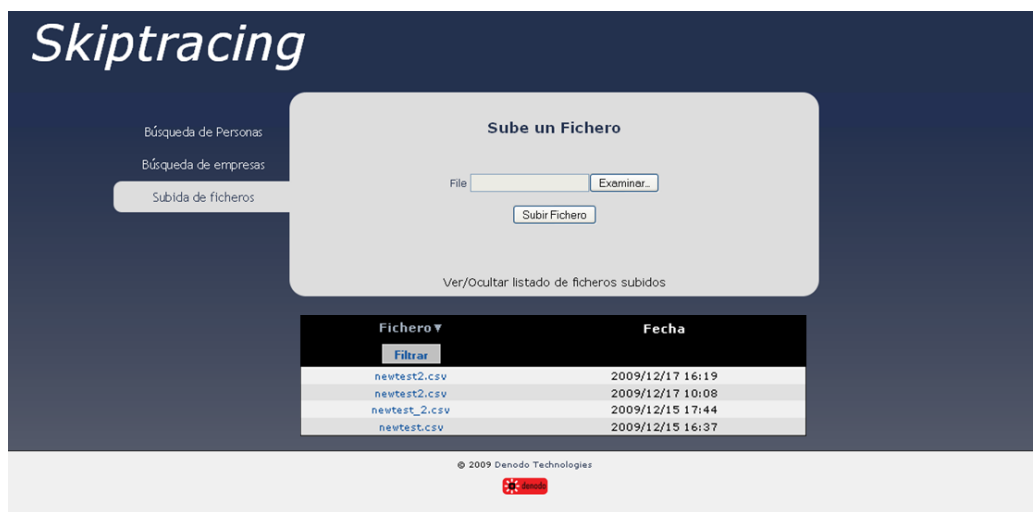 Skiptracing
Búsqueda de Personas
Búsqueda de empresas
Subida de ficheros
Sube un Fichero
File Examinar..
Subir Fichero
Ver/Ocultar listado de ficheros subidos
Fichero▼ Fecha
Filtrar
newtest2.csv 2009/12/17 16:19
newtest2.csv 2009/12/17 10:08
newtest_2.csv 2009/12/15 17:44
newtest.csv 2009/12/15 16:37
© 2009 Denodo Technologies
denodo